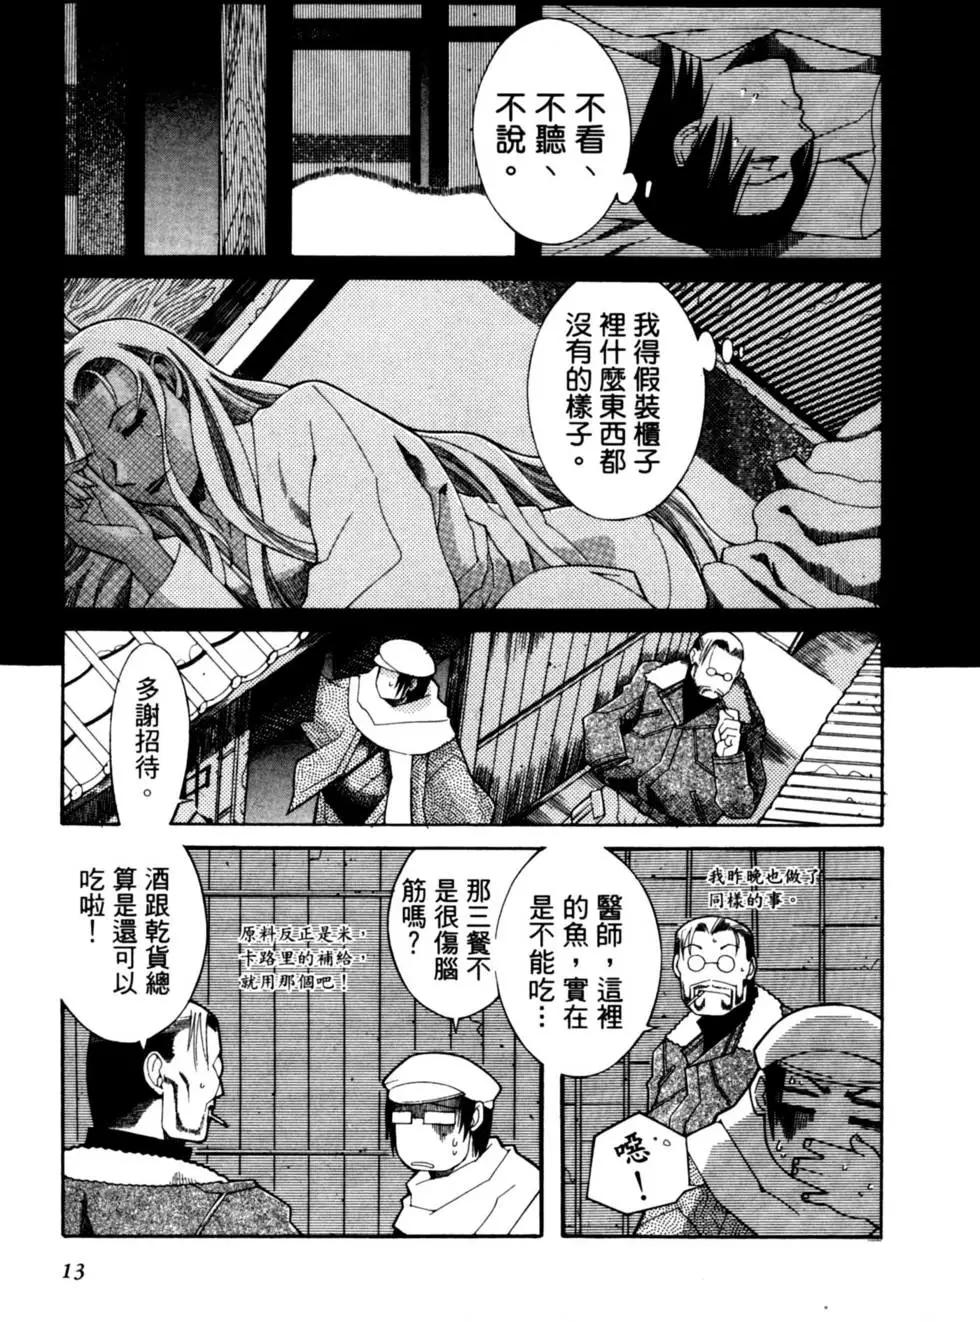 不看、
不聽、
不說。
我得假裝櫃子
裡什麼東西都
沒有的樣子。
多謝招待。
我昨晚也做了
同樣的事。
醫師，這裡
的魚，實在
是不能吃…
噁！
那三餐不
是很傷腦
筋嗎？
原料反正是米，
卡路里的補給，
就用那個吧！
酒跟乾貨總
算是還可以
吃啦！
13